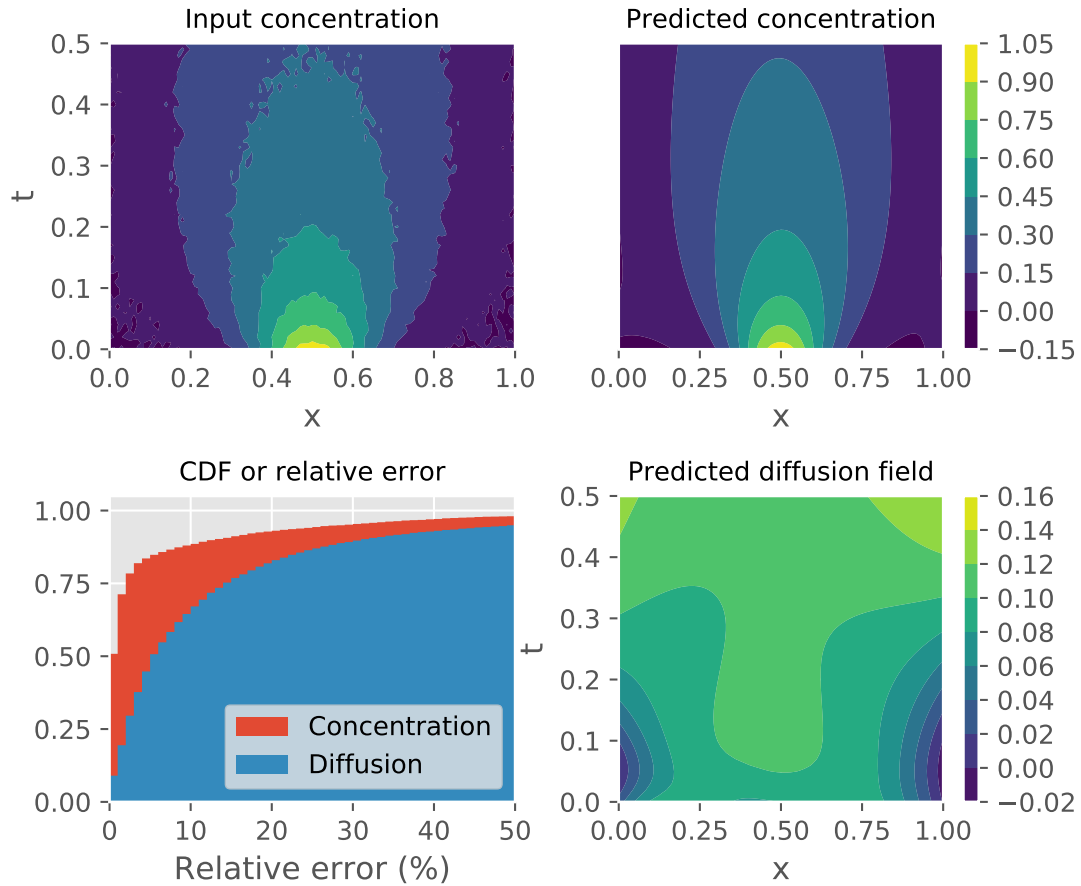 Input concentration
0.5
0.4
0.3
0.2
0.1
0.0
t
0.0 0.2 0.4 0.6 0.8 1.0
x
Predicted concentration
0.00 0.25 0.50 0.75 1.00
x
1.05
0.90
0.75
0.60
0.45
0.30
0.15
0.00
−0.15
CDF or relative error
1.00
0.75
0.50
0.25
0.00
Concentration
Diffusion
0 10 20 30 40 50
Relative error (%)
Predicted diffusion field
0.5
0.4
0.3
0.2
0.1
0.0
t
0.00 0.25 0.50 0.75 1.00
x
0.16
0.14
0.12
0.10
0.08
0.06
0.04
0.02
0.00
−0.02